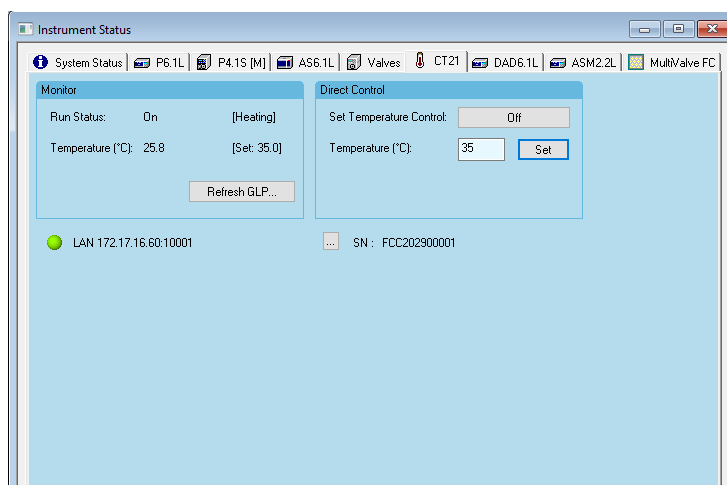 Instrument Status
System Status P6.1L P4.1S [M] AS6.1L Valves CT21 DAD6.1L ASM2.2L MultiValve FC
Monitor
Run Status: On [Heating]
Temperature (°C): 25.8 [Set: 35.0]
Refresh GLP...
Direct Control
Set Temperature Control: Off
Temperature (°C): 35 Set
LAN 172.17.16.60:10001
... SN : FCC202900001